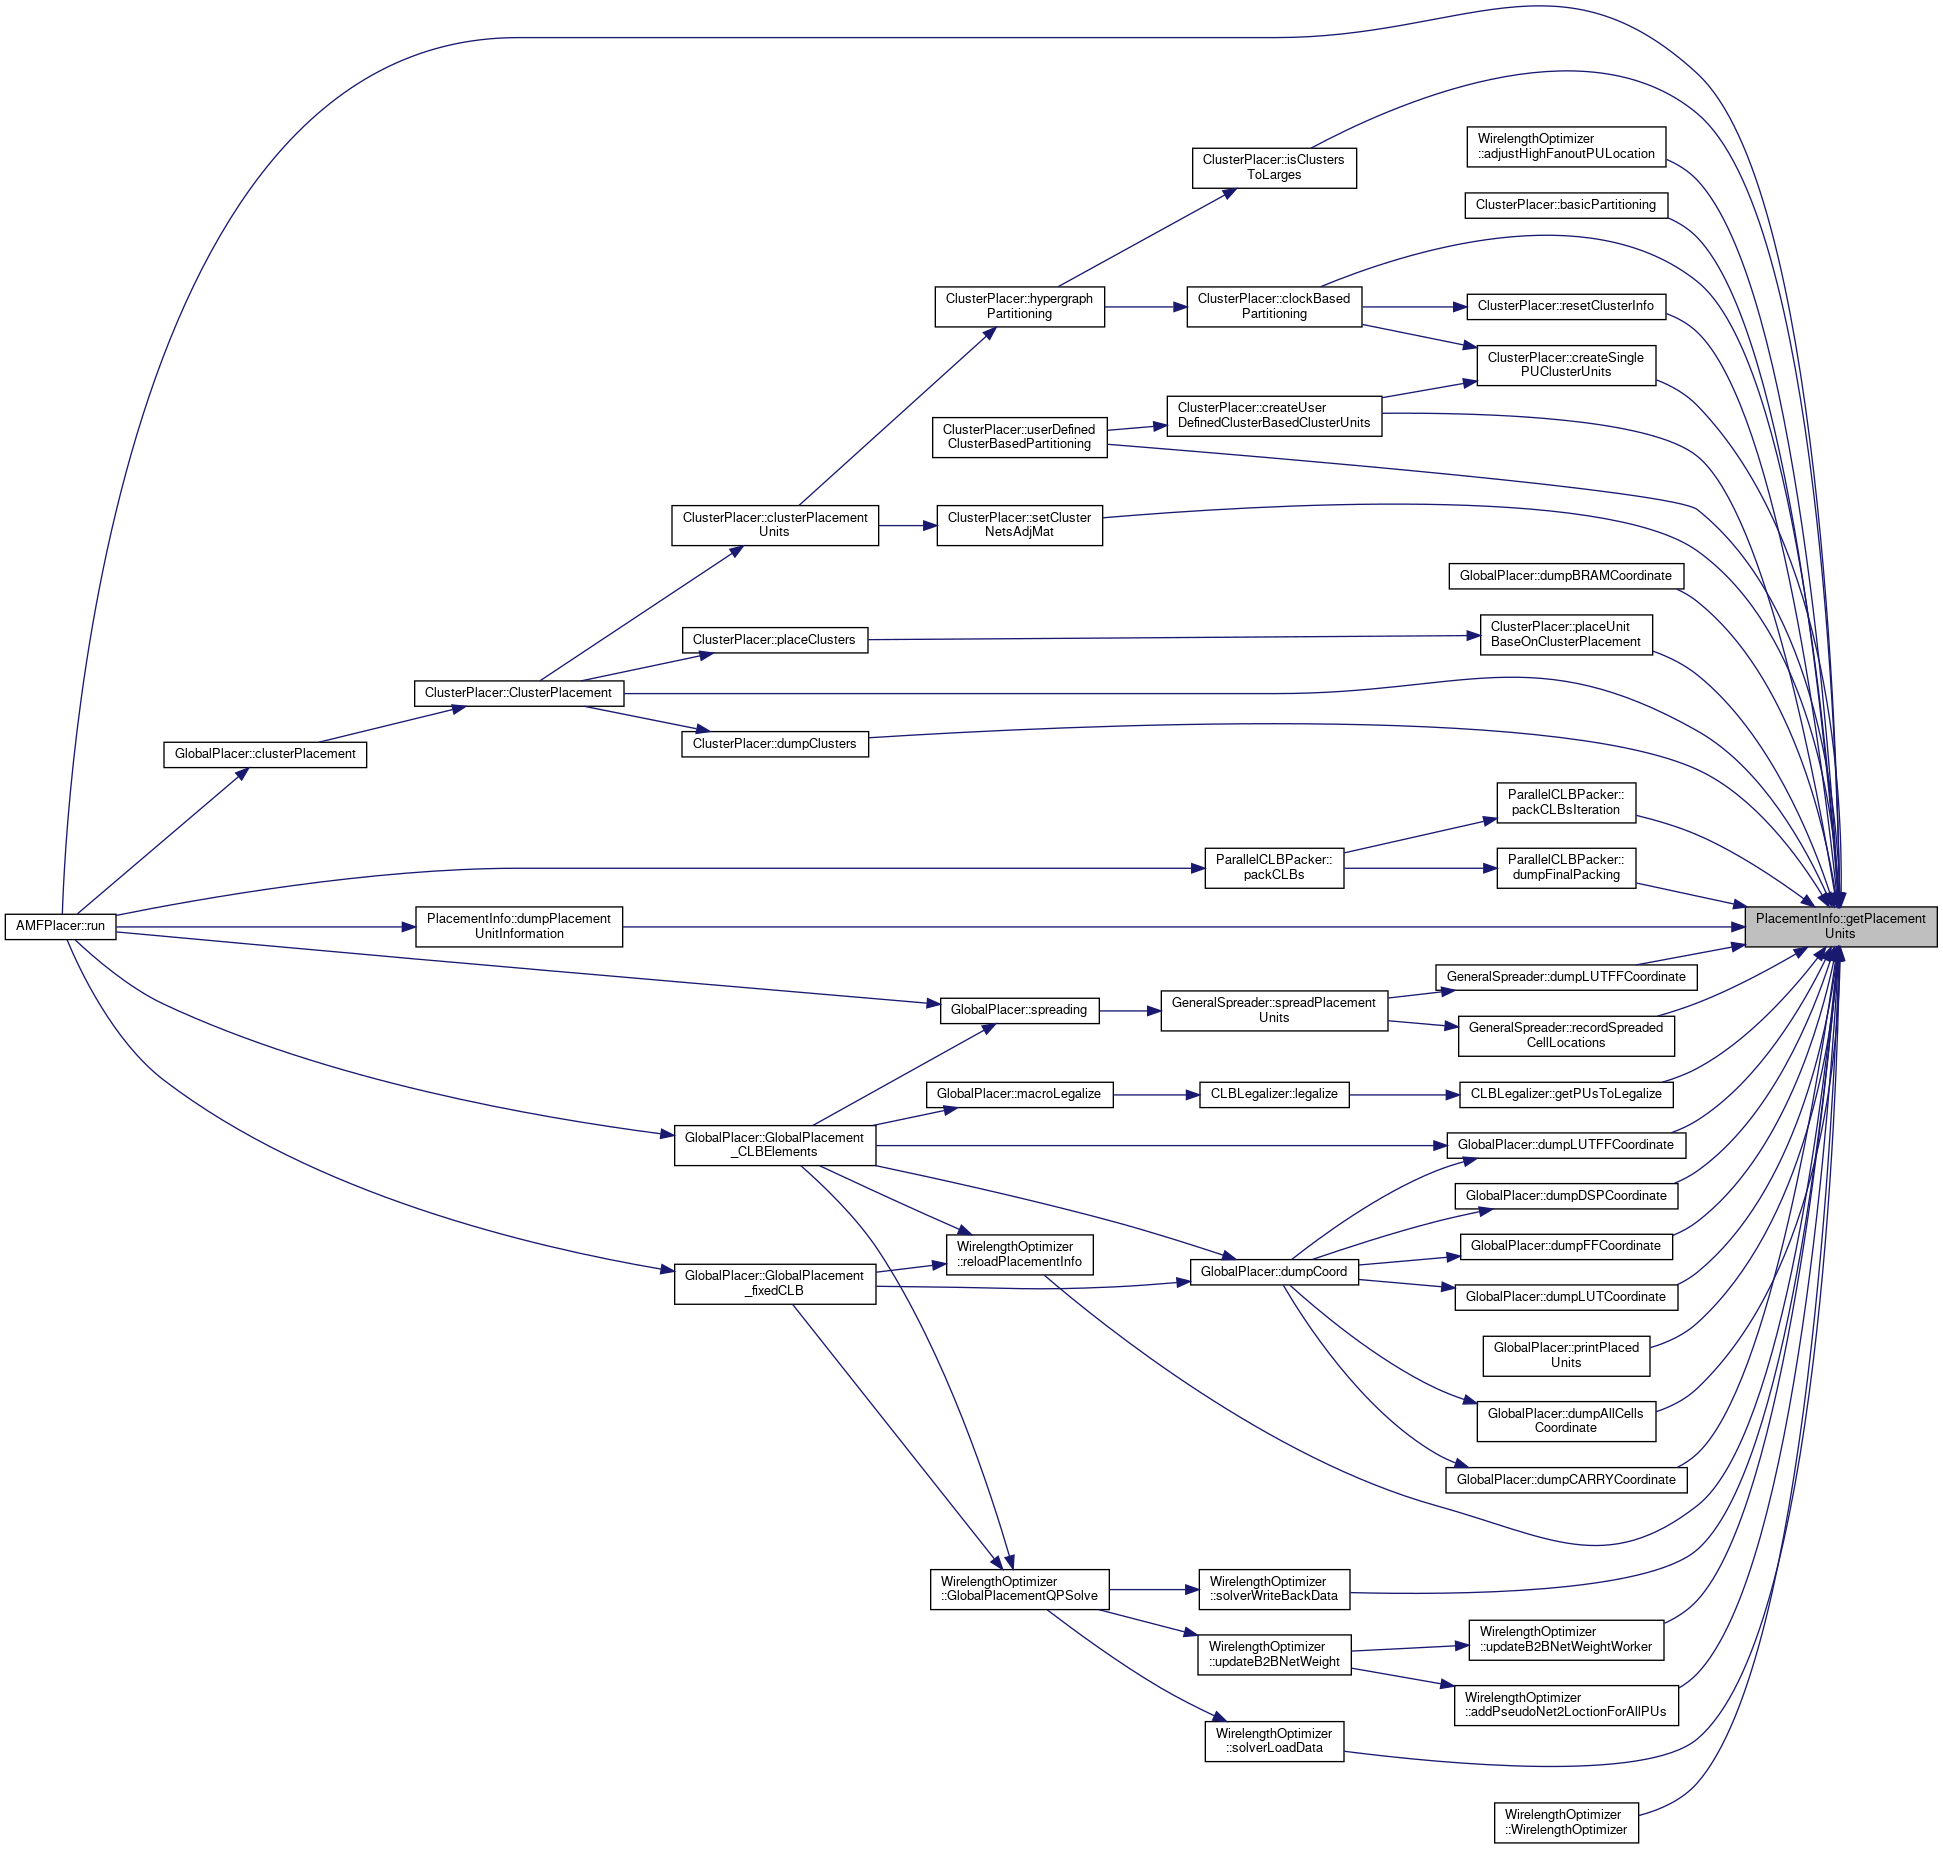 WirelengthOptimizer
::adjustHighFanoutPULocation
ClusterPlacer::isClusters
ToLarges
ClusterPlacer::basicPartitioning
ClusterPlacer::hypergraph
Partitioning
ClusterPlacer::clockBased
Partitioning
ClusterPlacer::resetClusterInfo
ClusterPlacer::createSingle
PUClusterUnits
ClusterPlacer::createUser
DefinedClusterBasedClusterUnits
ClusterPlacer::userDefined
ClusterBasedPartitioning
ClusterPlacer::clusterPlacement
Units
ClusterPlacer::setCluster
NetsAdjMat
GlobalPlacer::dumpBRAMCoordinate
ClusterPlacer::placeClusters
ClusterPlacer::placeUnit
BaseOnClusterPlacement
ClusterPlacer::ClusterPlacement
GlobalPlacer::clusterPlacement
ClusterPlacer::dumpClusters
ParallelCLBPacker::
packCLBsIteration
ParallelCLBPacker::
packCLBs
ParallelCLBPacker::
dumpFinalPacking
AMFPlacer::run
PlacementInfo::dumpPlacement
UnitInformation
PlacementInfo::getPlacement
Units
GeneralSpreader::dumpLUTFFCoordinate
GlobalPlacer::spreading
GeneralSpreader::spreadPlacement
Units
GeneralSpreader::recordSpreaded
CellLocations
GlobalPlacer::macroLegalize
CLBLegalizer::legalize
CLBLegalizer::getPUsToLegalize
GlobalPlacer::GlobalPlacement
_CLBElements
GlobalPlacer::dumpLUTFFCoordinate
GlobalPlacer::dumpDSPCoordinate
WirelengthOptimizer
::reloadPlacementInfo
GlobalPlacer::dumpFFCoordinate
GlobalPlacer::GlobalPlacement
_fixedCLB
GlobalPlacer::dumpCoord
GlobalPlacer::dumpLUTCoordinate
GlobalPlacer::printPlaced
Units
GlobalPlacer::dumpAllCells
Coordinate
GlobalPlacer::dumpCARRYCoordinate
WirelengthOptimizer
::GlobalPlacementQPSolve
WirelengthOptimizer
::solverWriteBackData
WirelengthOptimizer
::updateB2BNetWeight
WirelengthOptimizer
::updateB2BNetWeightWorker
WirelengthOptimizer
::addPseudoNet2LoctionForAllPUs
WirelengthOptimizer
::solverLoadData
WirelengthOptimizer
::WirelengthOptimizer